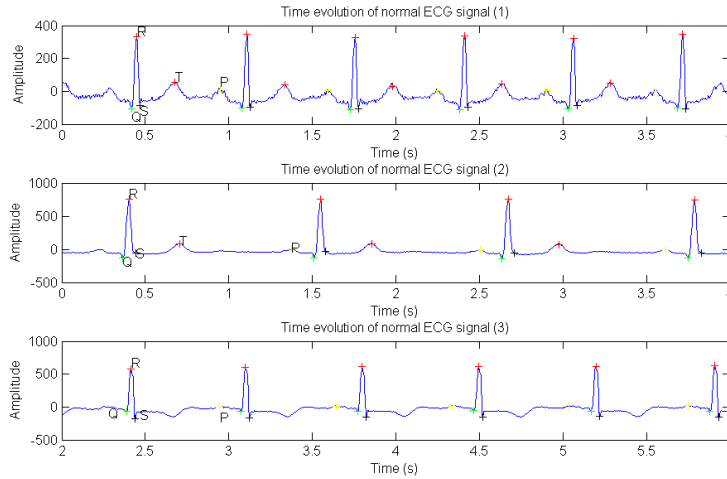 Time evolution of normal ECG signal (1)
Amplitude
400
200
0
-200
R
T
P
Q
S
0 0.5 1 1.5 2 2.5 3 3.5
Time (s)
Time evolution of normal ECG signal (2)
Amplitude
1000
500
0
-500
R
T
P
S
Q
0 0.5 1 1.5 2 2.5 3 3.5
Time (s)
Time evolution of normal ECG signal (3)
Amplitude
1000
500
0
-500
R
Q
S
P
2 2.5 3 3.5 4 4.5 5 5.5
Time (s)